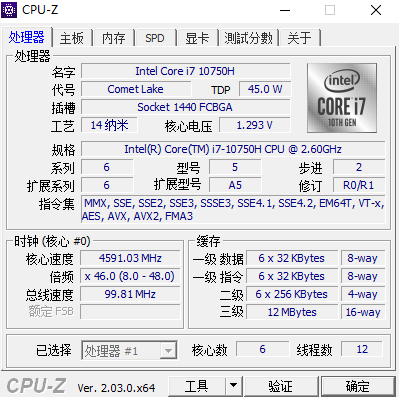 CPU-Z
处理器 主板 内存 SPD 显卡 測試分數 关于
处理器
名字 Intel Core i7 10750H
代号 Comet Lake TDP 45.0 W
插槽 Socket 1440 FCBGA
工艺 14 纳米 核心电压 1.293 V
intel
CORE i7
10TH GEN
规格 Intel(R) Core(TM) i7-10750H CPU @ 2.60GHz
系列 6 型号 5 步进 2
扩展系列 6 扩展型号 A5 修订 R0/R1
指令集 MMX, SSE, SSE2, SSE3, SSSE3, SSE4.1, SSE4.2, EM64T, VT-x,
AES, AVX, AVX2, FMA3
时钟 (核心 #0) 缓存
核心速度 4591.03 MHz 一级 数据 6 x 32 KBytes 8-way
倍频 x 46.0 (8.0 - 48.0) 一级 指令 6 x 32 KBytes 8-way
总线速度 99.81 MHz 二级 6 x 256 KBytes 4-way
额定 FSB 三级 12 MBytes 16-way
已选择 处理器 #1 核心数 6 线程数 12
CPU-Z Ver. 2.03.0.x64 工具 验证 确定